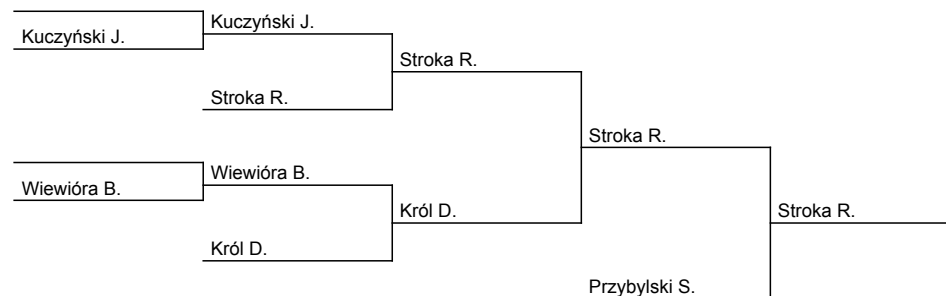 Kuczyński J.
Kuczyński J.
Stroka R.
Stroka R.
Stroka R.
Wiewióra B.
Wiewióra B.
Król D.
Stroka R.
Król D.
Przybylski S.